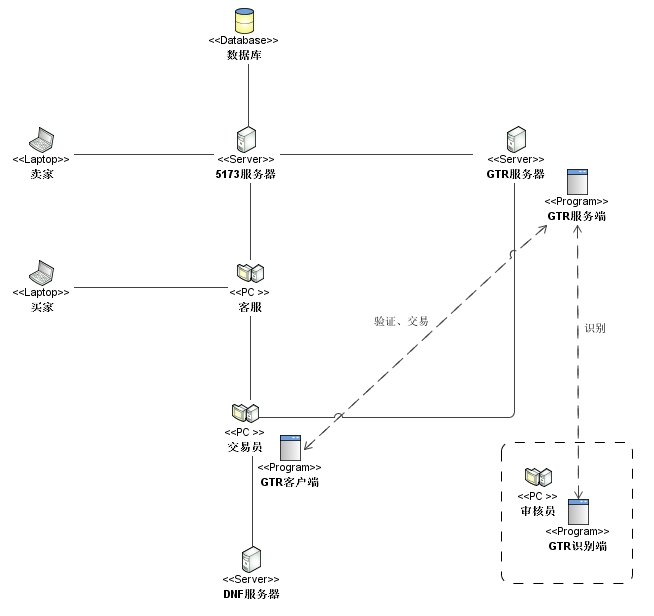 <<Database>>
数据库
<<Laptop>>
卖家
<<Server>>
5173服务器
<<Server>>
GTR服务器
<<Program>>
GTR服务端
<<Laptop>>
买家
<<PC >>
客服
验证、交易
识别
<<PC >>
交易员
<<Program>>
GTR客户端
<<PC >>
审核员
<<Program>>
GTR识别端
<<Server>>
DNF服务器